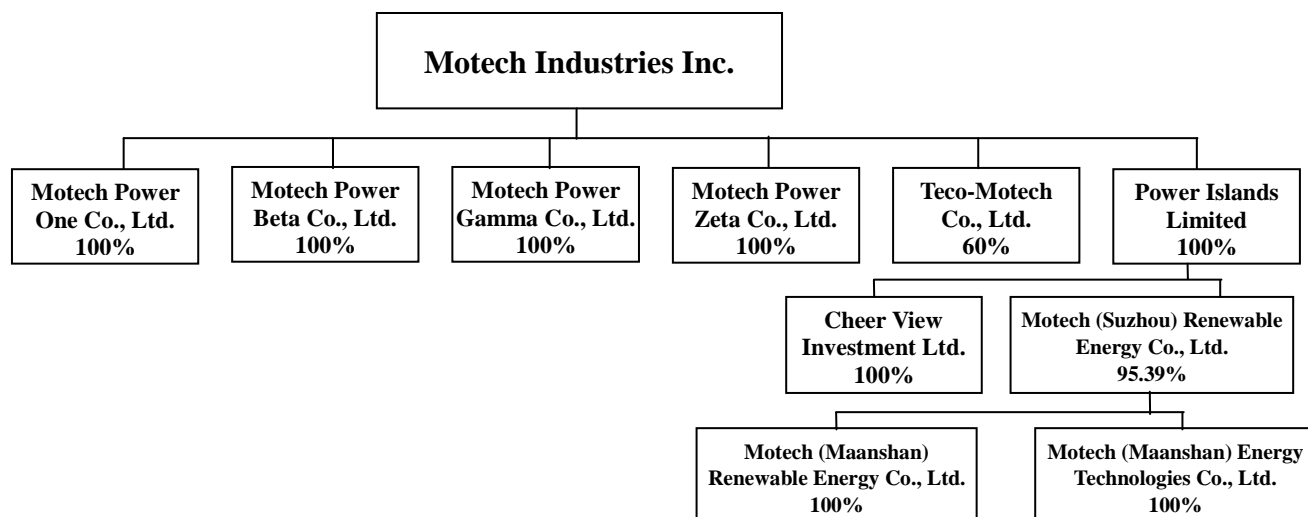 Motech Industries Inc.
Motech Power
One Co., Ltd.
100%
Motech Power
Beta Co., Ltd.
100%
Motech Power
Gamma Co., Ltd.
100%
Motech Power
Zeta Co., Ltd.
100%
Teco-Motech
Co., Ltd.
60%
Power Islands
Limited
100%
Cheer View
Investment Ltd.
100%
Motech (Suzhou) Renewable
Energy Co., Ltd.
95.39%
Motech (Maanshan)
Renewable Energy Co., Ltd.
100%
Motech (Maanshan) Energy
Technologies Co., Ltd.
100%